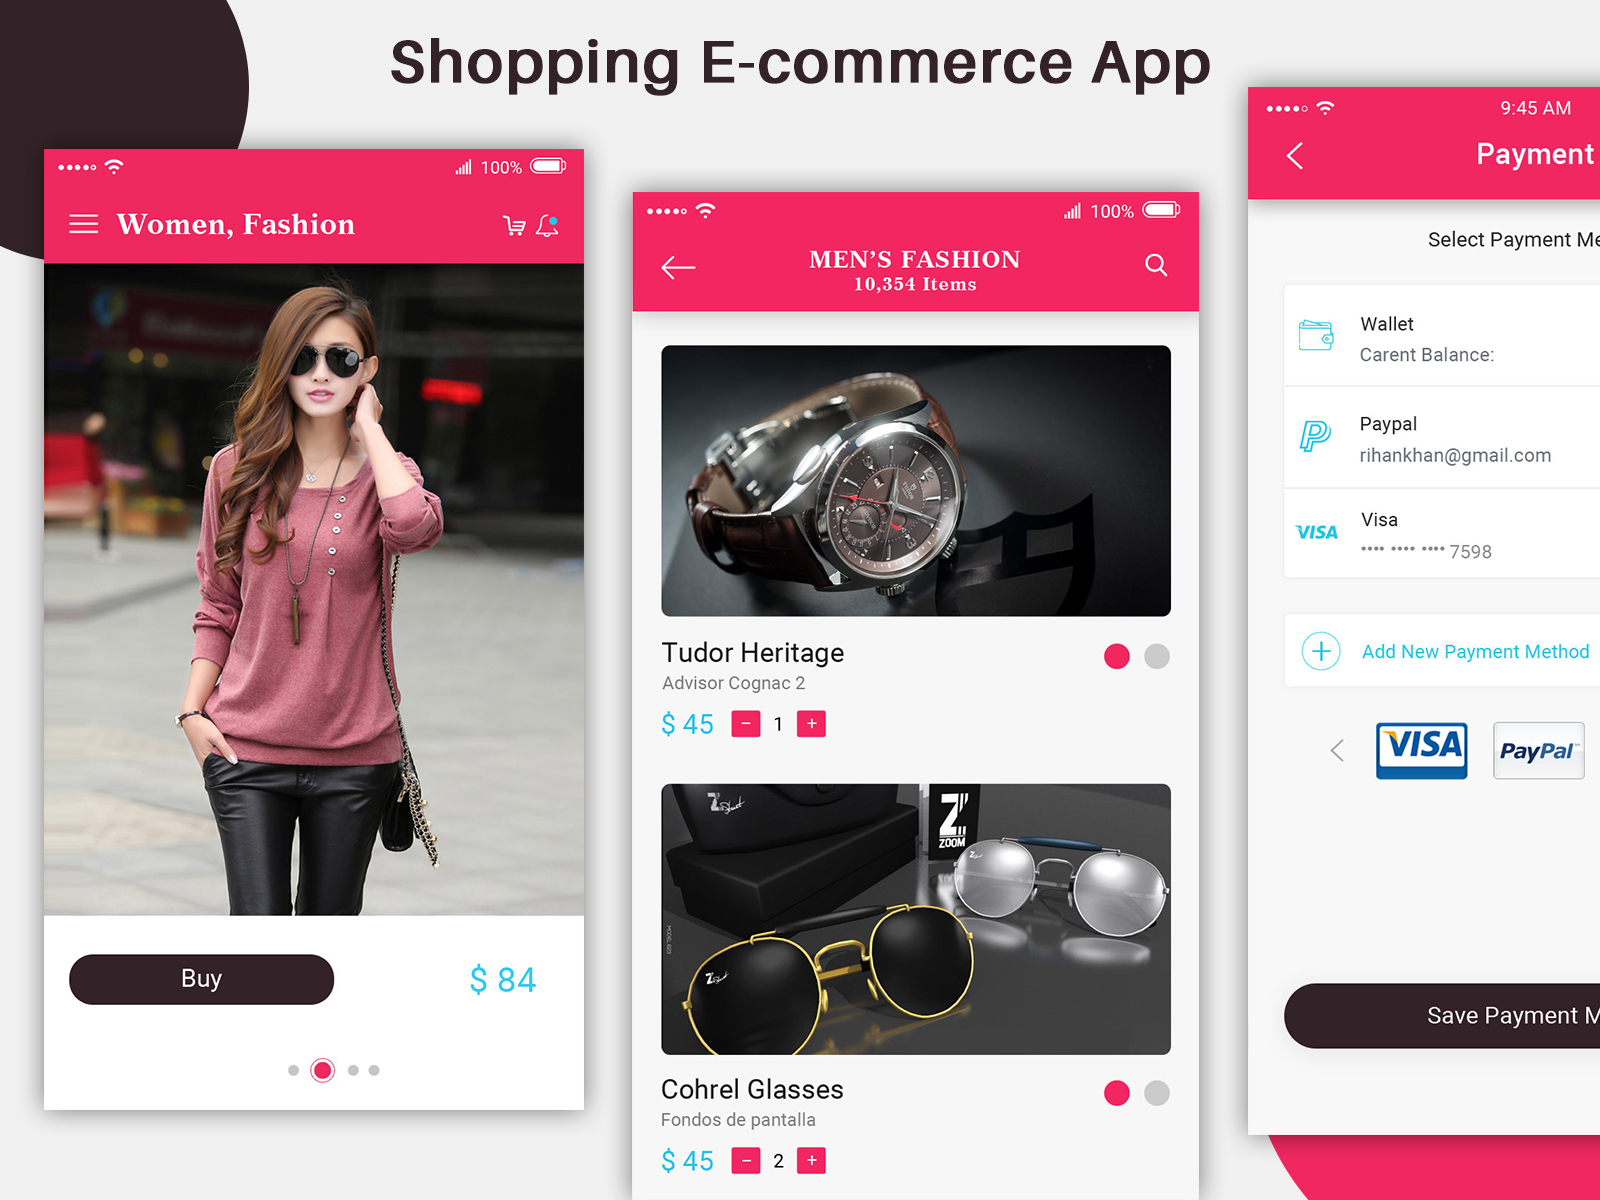 Shopping E-commerce App
100%
Women, Fashion
Buy
$ 84
100%
MEN'S FASHION
10,354 Items
TUDOR
Tudor Heritage
Advisor Cognac 2
$ 45 − 1 +
Z
ZOOM
Cohrel Glasses
Fondos de pantalla
$ 45 − 2 +
9:45 AM
Payment
Select Payment Me
Wallet
Carent Balance:
Paypal
rihankhan@gmail.com
VISA
Visa
•••• •••• •••• 7598
Add New Payment Method
VISA
PayPal
Save Payment M